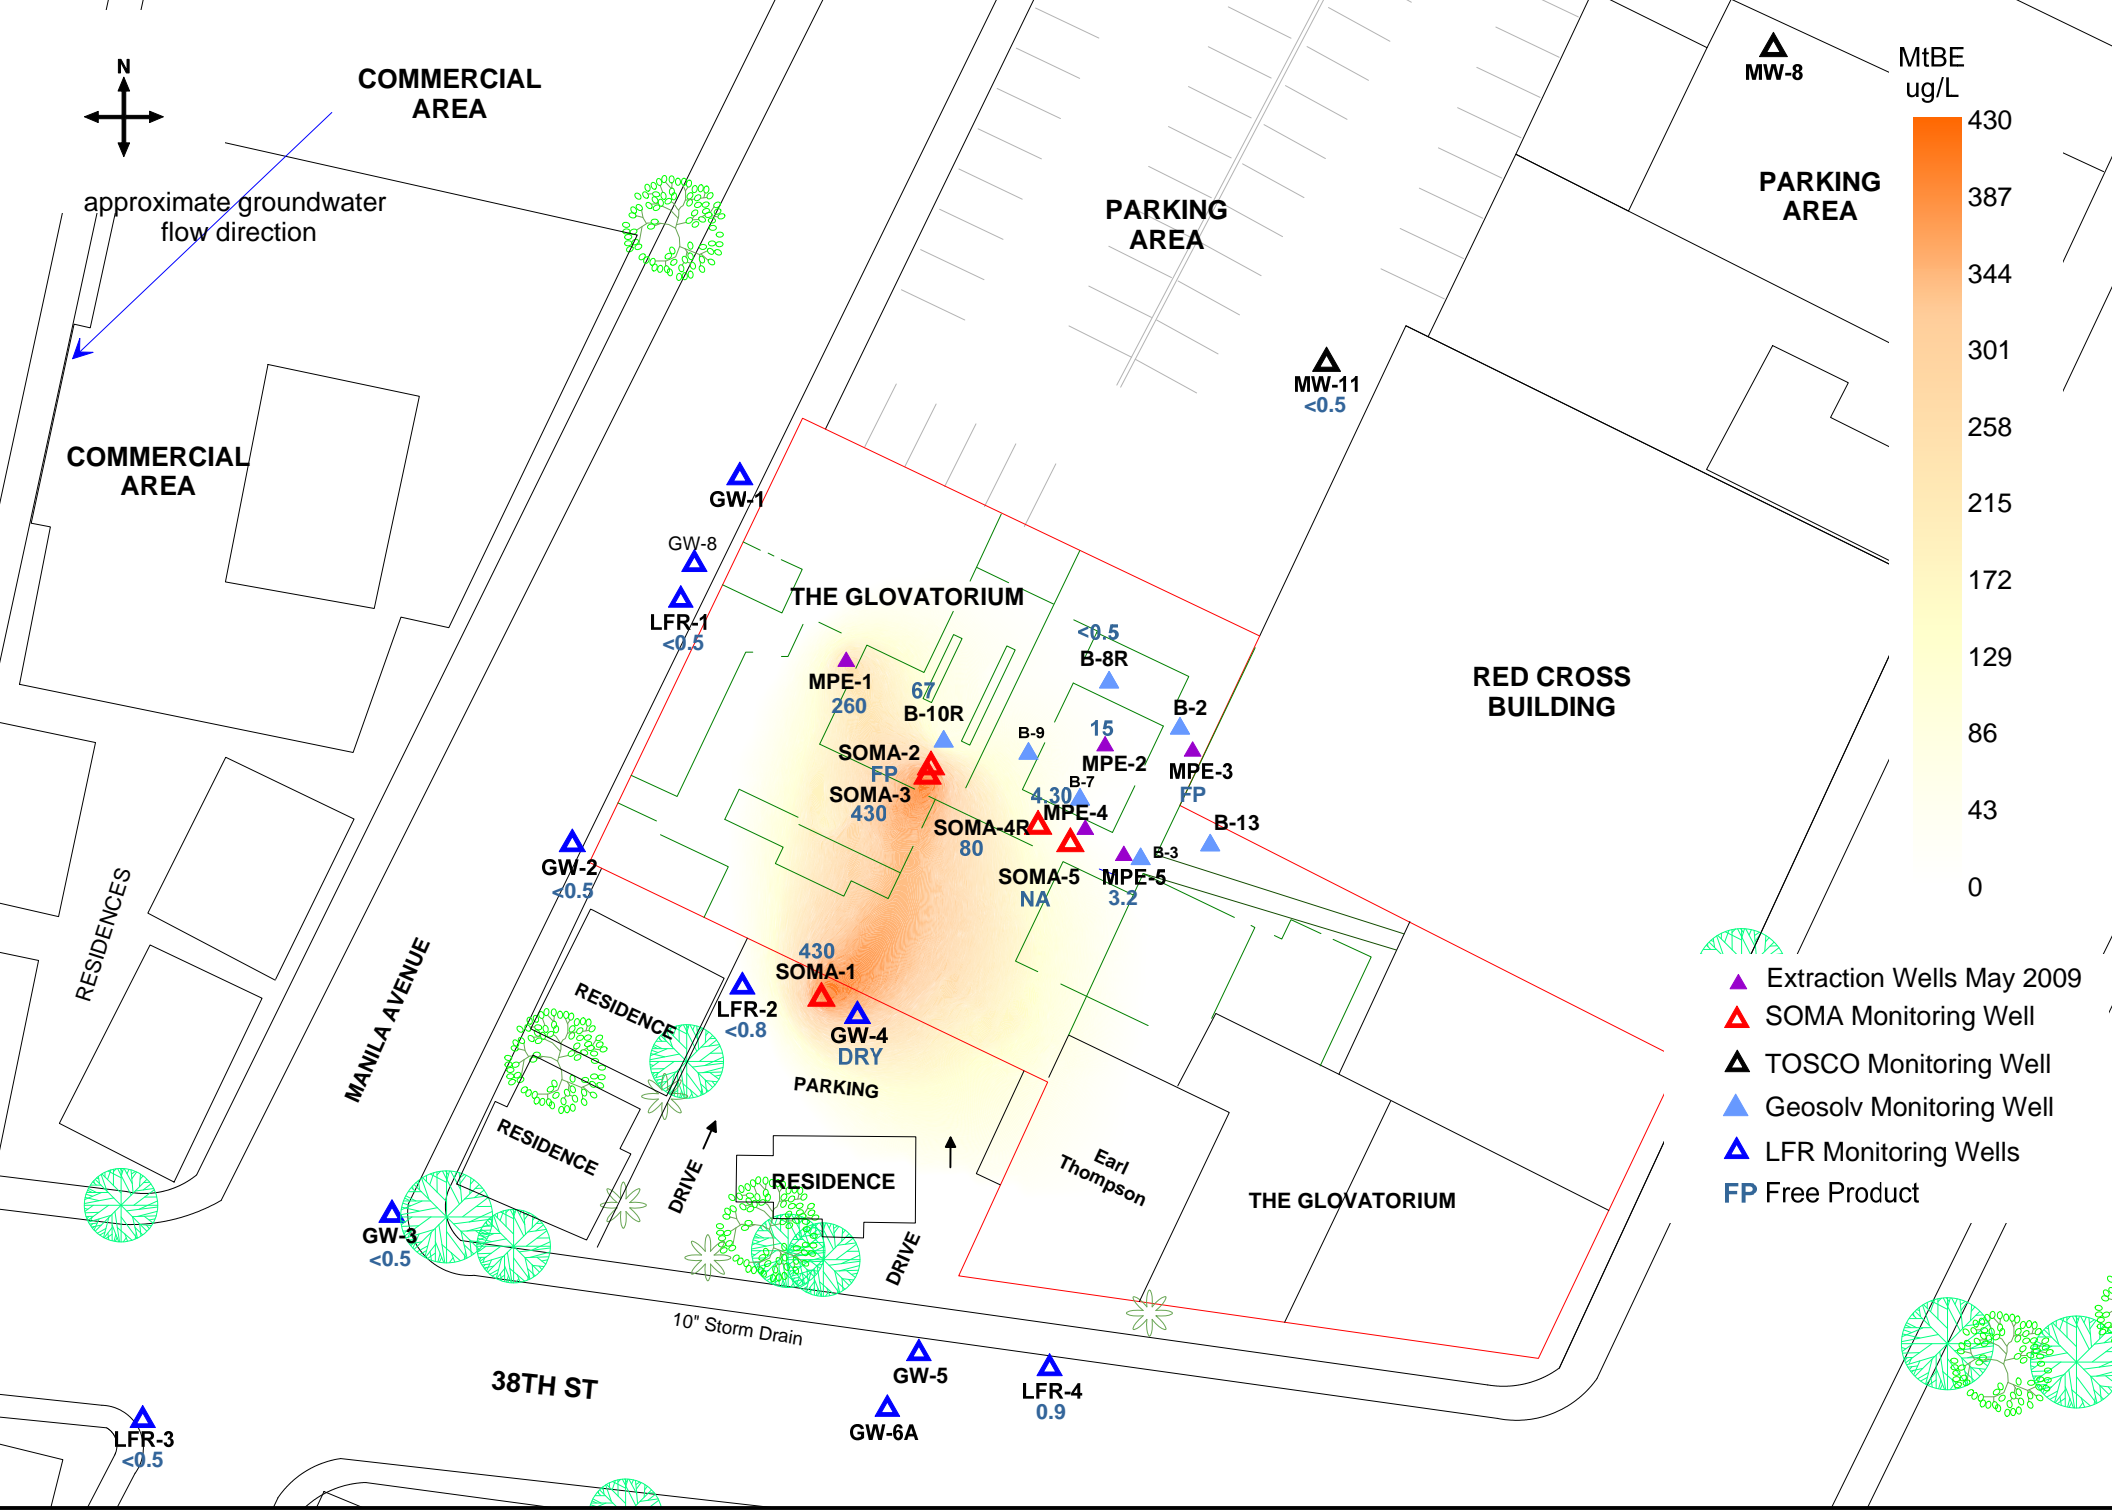 N
COMMERCIAL
AREA
approximate groundwater
flow direction
COMMERCIAL
AREA
PARKING
AREA
MW-8
PARKING
AREA
MtBE
ug/L
430
387
344
301
258
215
172
129
86
43
0
MW-11
<0.5
GW-1
GW-8
LFR-1
<0.5
THE GLOVATORIUM
MPE-1
260
67
B-10R
<0.5
B-8R
B-2
15
MPE-2
B-9
MPE-3
FP
SOMA-2
FP
SOMA-3
430
B-7
4.30
MPE-4
SOMA-4R
80
B-13
B-3
SOMA-5
NA
MPE-5
3.2
RED CROSS
BUILDING
GW-2
<0.5
RESIDENCES
MANILA AVENUE
430
SOMA-1
LFR-2
<0.8
GW-4
DRY
PARKING
RESIDENCE
RESIDENCE
DRIVE
RESIDENCE
DRIVE
Earl
Thompson
THE GLOVATORIUM
GW-3
<0.5
10" Storm Drain
38TH ST
GW-5
GW-6A
LFR-4
0.9
LFR-3
<0.5
Extraction Wells May 2009
SOMA Monitoring Well
TOSCO Monitoring Well
Geosolv Monitoring Well
LFR Monitoring Wells
FP Free Product